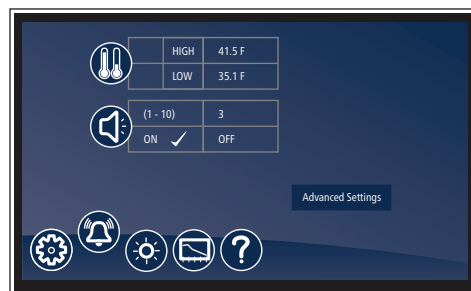 HIGH 41.5 F
LOW 35.1 F
(1 - 10) 3
ON ✓ OFF
Advanced Settings
?